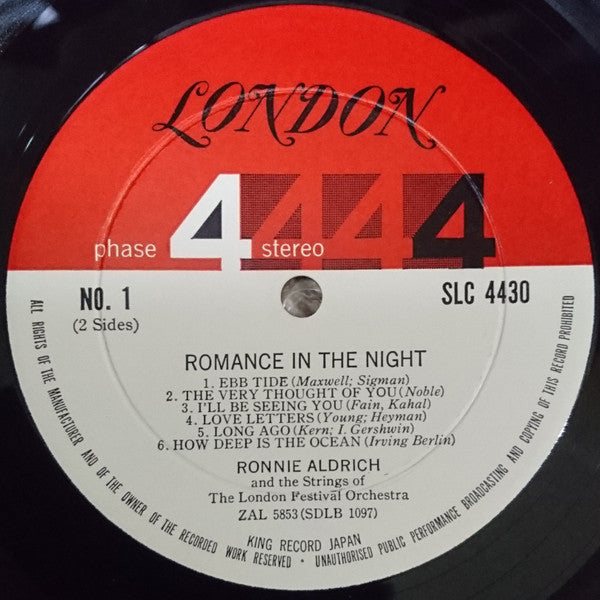 LONDON
phase 4 stereo 4 4 4
NO. 1
(2 Sides)
SLC 4430
ROMANCE IN THE NIGHT
1. EBB TIDE (Maxwell; Sigman)
2. THE VERY THOUGHT OF YOU (Noble)
3. I'LL BE SEEING YOU (Fain, Kahal)
4. LOVE LETTERS (Young; Heyman)
5. LONG AGO (Kern; I. Gershwin)
6. HOW DEEP IS THE OCEAN (Irving Berlin)
RONNIE ALDRICH
and the Strings of
The London Festival Orchestra
ZAL 5853 (SDLB 1097)
KING RECORD JAPAN
ALL RIGHTS OF THE MANUFACTURER AND OF THE OWNER OF THE RECORDED WORK RESERVED • UNAUTHORISED PUBLIC PERFORMANCE BROADCASTING AND COPYING OF THIS RECORD PROHIBITED